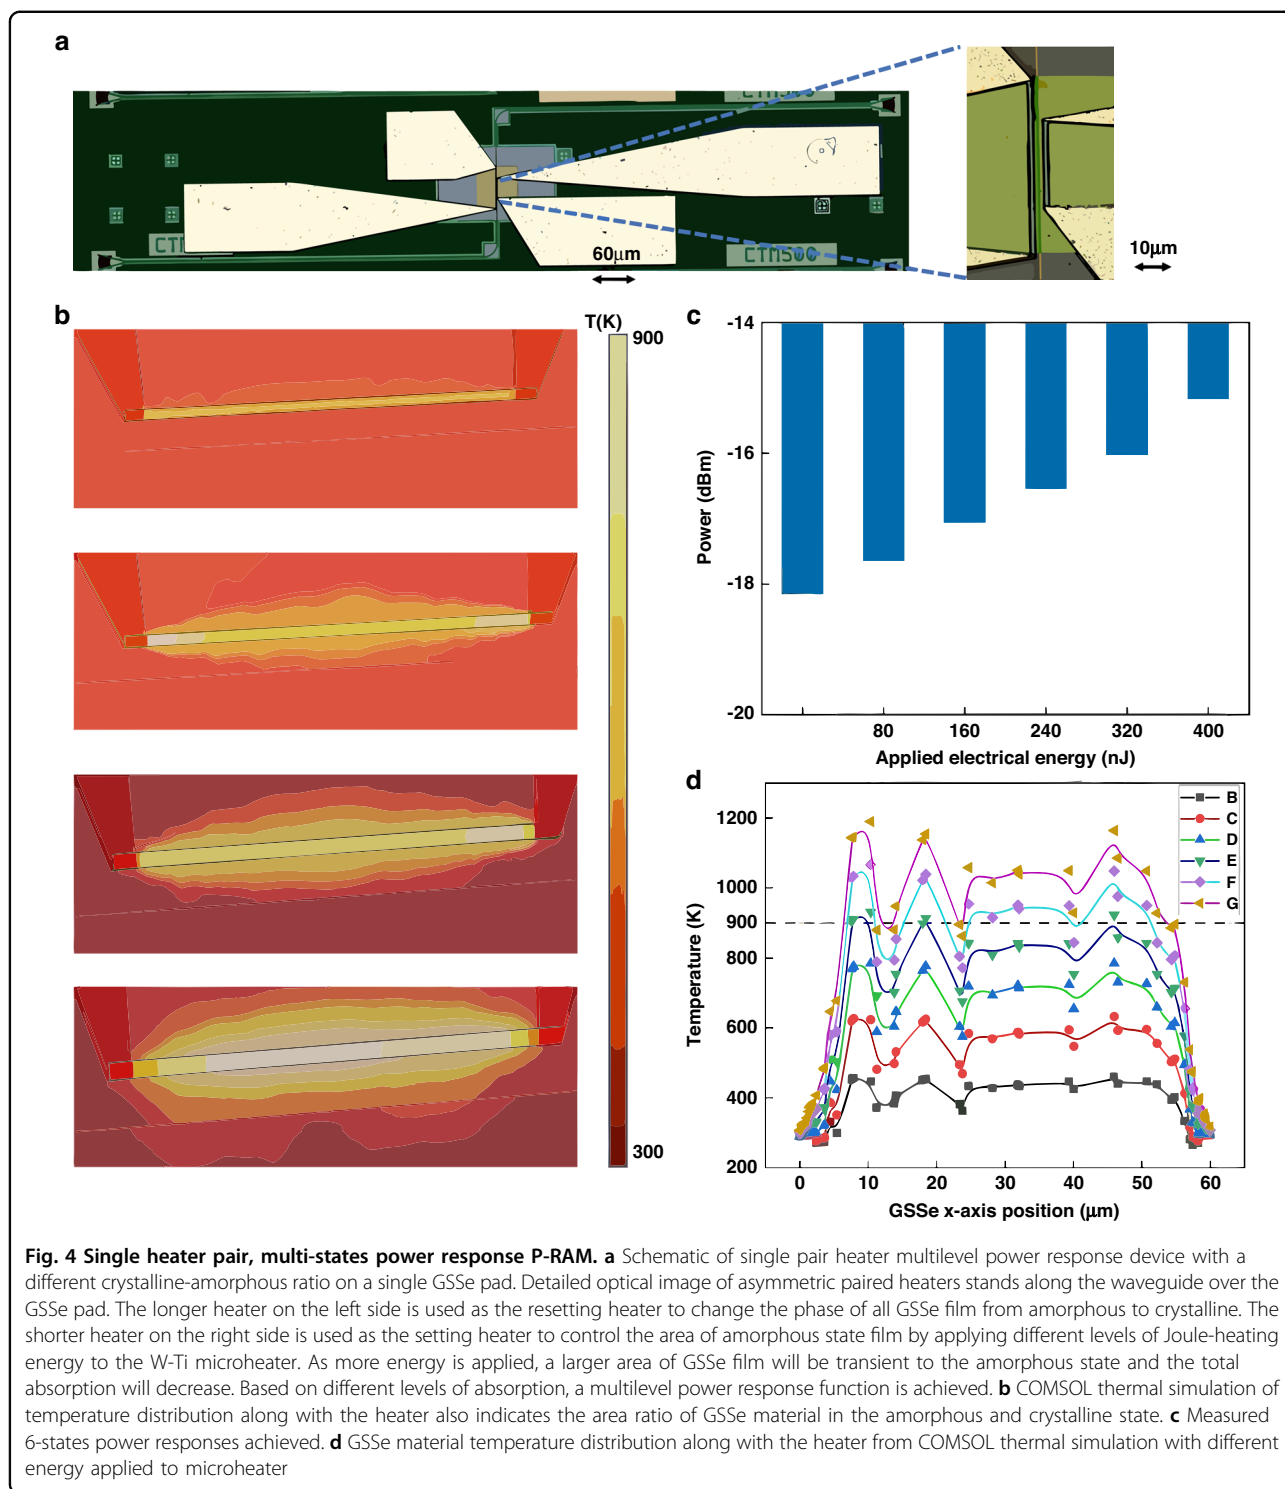 a
CTM500
CTM500
60μm
10μm
b
T(K)
900
300
c
-14
-16
-18
-20
Power (dBm)
80 160 240 320 400
Applied electrical energy (nJ)
d
1200
1000
900
800
600
400
200
Temperature (K)
B
C
D
E
F
G
0 10 20 30 40 50 60
GSSe x-axis position (μm)
Fig. 4 Single heater pair, multi-states power response P-RAM. a Schematic of single pair heater multilevel power response device with a
different crystalline-amorphous ratio on a single GSSe pad. Detailed optical image of asymmetric paired heaters stands along the waveguide over the
GSSe pad. The longer heater on the left side is used as the resetting heater to change the phase of all GSSe film from amorphous to crystalline. The
shorter heater on the right side is used as the setting heater to control the area of amorphous state film by applying different levels of Joule-heating
energy to the W-Ti microheater. As more energy is applied, a larger area of GSSe film will be transient to the amorphous state and the total
absorption will decrease. Based on different levels of absorption, a multilevel power response function is achieved. b COMSOL thermal simulation of
temperature distribution along with the heater also indicates the area ratio of GSSe material in the amorphous and crystalline state. c Measured
6-states power responses achieved. d GSSe material temperature distribution along with the heater from COMSOL thermal simulation with different
energy applied to microheater